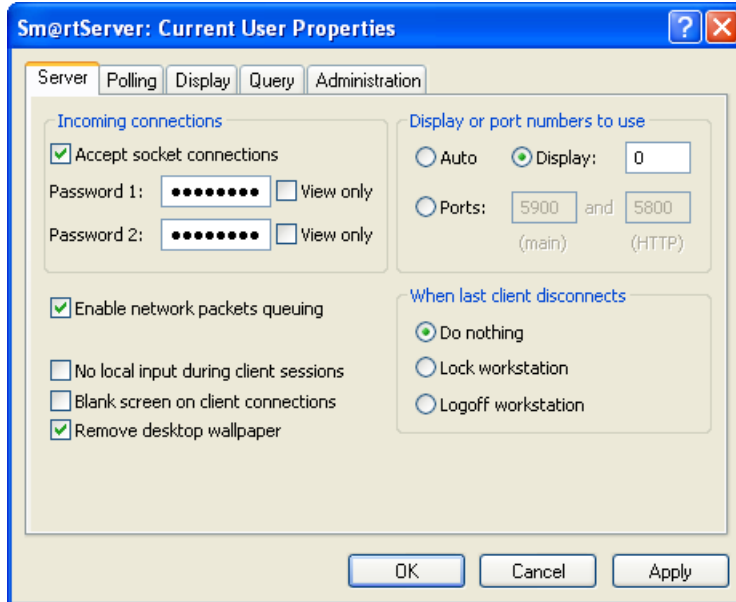 Sm@rtServer: Current User Properties
Server Polling Display Query Administration
Incoming connections
Accept socket connections
Password 1: •••••••• View only
Password 2: •••••••• View only
Enable network packets queuing
No local input during client sessions
Blank screen on client connections
Remove desktop wallpaper
Display or port numbers to use
Auto Display: 0
Ports: 5900 and 5800
(main) (HTTP)
When last client disconnects
Do nothing
Lock workstation
Logoff workstation
OK Cancel Apply